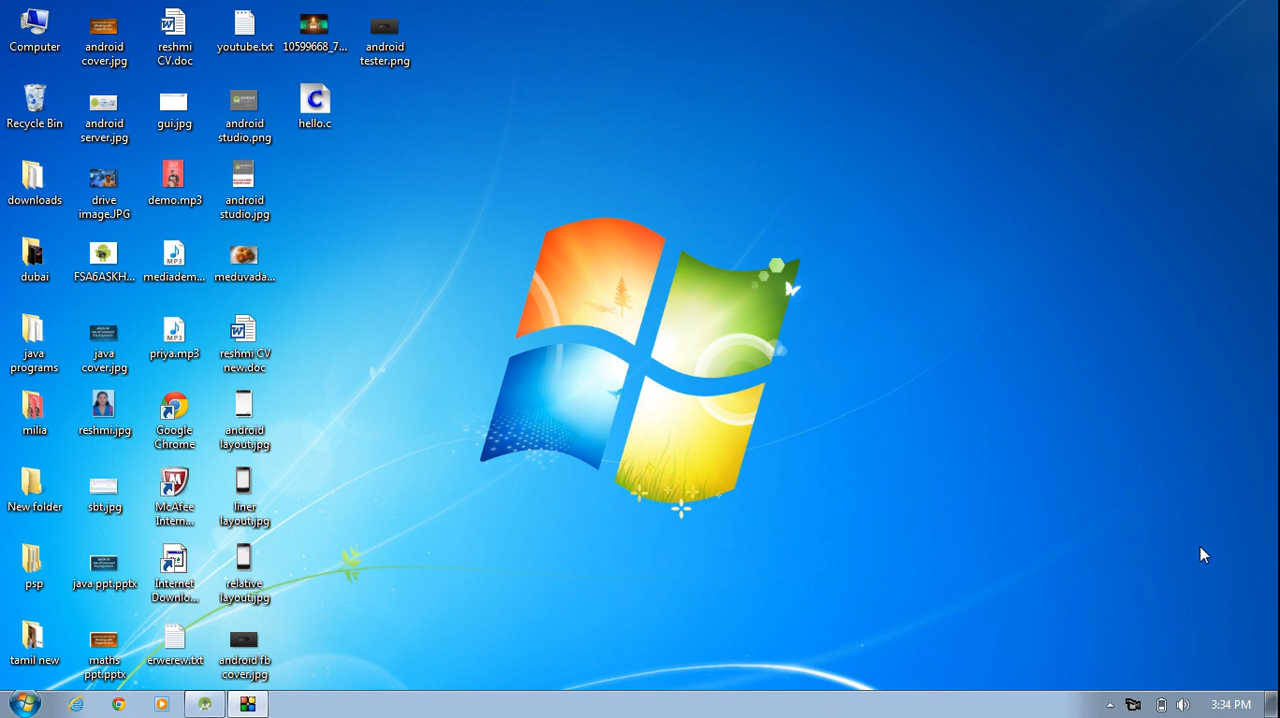 Computer
android
cover.jpg
reshmi
CV.doc
youtube.txt
10599668_7...
android
tester.png
Recycle Bin
android
server.jpg
gui.jpg
android
studio.png
hello.c
downloads
drive
image.JPG
demo.mp3
android
studio.jpg
dubai
FSA6ASKH...
mediadem...
meduvada...
java
programs
java
cover.jpg
priya.mp3
reshmi CV
new.doc
milia
reshmi.jpg
Google
Chrome
android
layout.jpg
New folder
sbt.jpg
McAfee
Intern...
liner
layout.jpg
psp
java ppt.pptx
Internet
Downlo...
relative
layout.jpg
tamil new
maths
ppt.pptx
erwerew.txt
android fb
cover.jpg
3:34 PM